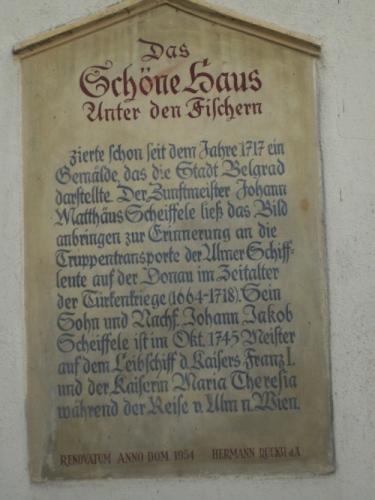 Das
Schöne Haus
Unter den Fischern
zierte schon seit dem Jahre 1717 ein
Gemälde, das die Stadt Belgrad
darstellte. Der Zunftmeister Johann
Matthäus Scheiffele ließ das Bild
anbringen zur Erinnerung an die
Truppentransporte der Ulmer Schiff-
leute auf der Donau im Zeitalter
der Türkenkriege (1664-1718). Sein
Sohn und Nachf. Johann Jakob
Scheiffele ist im Okt. 1745 Meister
auf dem Leibschiff d. Kaisers Franz I.
und der Kaiserin Maria Theresia
während der Reise v. Ulm n. Wien.
RENOVATUM ANNO DOM. 1954 HERMANN